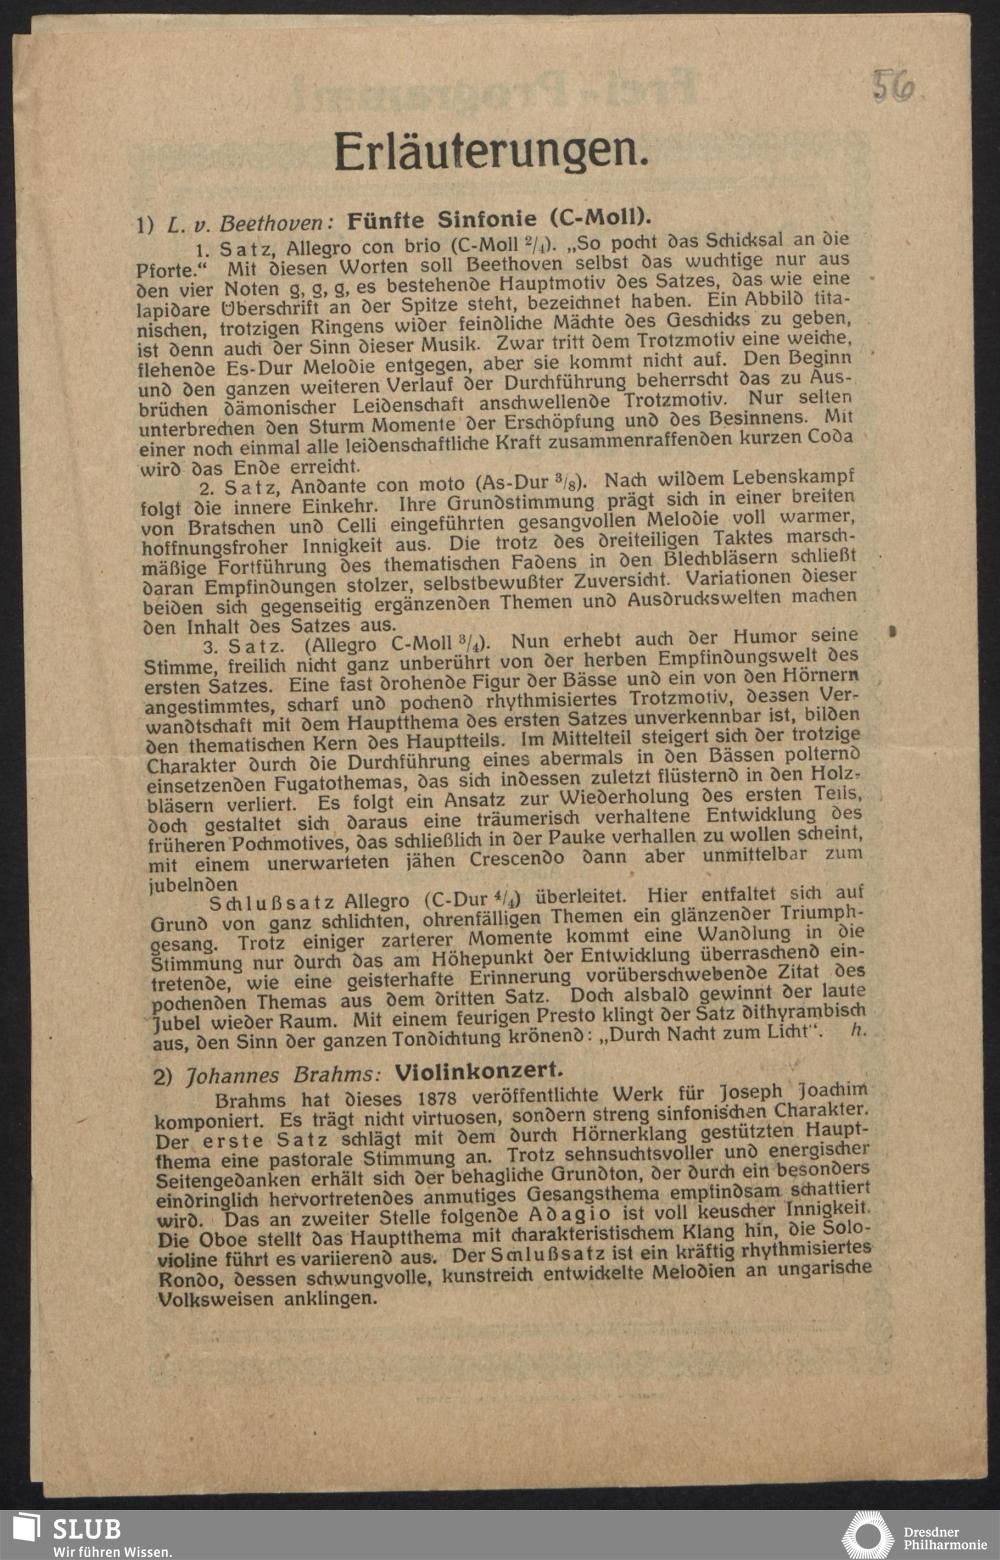 56
Erläuterungen.
1) L. v. Beethoven: Fünfte Sinfonie (C-Moll).
1. Satz, Allegro con brio (C-Moll 2/4). „So pocht das Schicksal an die
Pforte.“ Mit diesen Worten soll Beethoven selbst das wuchtige nur aus
den vier Noten g, g, g, es bestehende Hauptmotiv des Satzes, das wie eine
lapidare Überschrift an der Spitze steht, bezeichnet haben. Ein Abbild tita-
nischen, trotzigen Ringens wider feindliche Mächte des Geschicks zu geben,
ist denn auch der Sinn dieser Musik. Zwar tritt dem Trotzmotiv eine weiche,
flehende Es-Dur Melodie entgegen, aber sie kommt nicht auf. Den Beginn
und den ganzen weiteren Verlauf der Durchführung beherrscht das zu Aus-
brüchen dämonischer Leidenschaft anschwellende Trotzmotiv. Nur selten
unterbrechen den Sturm Momente der Erschöpfung und des Besinnens. Mit
einer noch einmal alle leidenschaftliche Kraft zusammenraffenden kurzen Coda
wird das Ende erreicht.
2. Satz, Andante con moto (As-Dur 3/8). Nach wildem Lebenskampf
folgt die innere Einkehr. Ihre Grundstimmung prägt sich in einer breiten
von Bratschen und Celli eingeführten gesangvollen Melodie voll warmer,
hoffnungsfroher Innigkeit aus. Die trotz des dreiteiligen Taktes marsch-
mäßige Fortführung des thematischen Fadens in den Blechbläsern schließt
daran Empfindungen stolzer, selbstbewußter Zuversicht. Variationen dieser
beiden sich gegenseitig ergänzenden Themen und Ausdruckswelten machen
den Inhalt des Satzes aus.
3. Satz. (Allegro C-Moll 3/4). Nun erhebt auch der Humor seine
Stimme, freilich nicht ganz unberührt von der herben Empfindungswelt des
ersten Satzes. Eine fast drohende Figur der Bässe und ein von den Hörnern
angestimmtes, scharf und pochend rhythmisiertes Trotzmotiv, dessen Ver-
wandtschaft mit dem Hauptthema des ersten Satzes unverkennbar ist, bilden
den thematischen Kern des Hauptteils. Im Mittelteil steigert sich der trotzige
Charakter durch die Durchführung eines abermals in den Bässen polternd
einsetzenden Fugatothemas, das sich indessen zuletzt flüsternd in den Holz-
bläsern verliert. Es folgt ein Ansatz zur Wiederholung des ersten Teils,
doch gestaltet sich daraus eine träumerisch verhaltene Entwicklung des
früheren Pochmotives, das schließlich in der Pauke verhallen zu wollen scheint,
mit einem unerwarteten jähen Crescendo dann aber unmittelbar zum
jubelnden
Schlußsatz Allegro (C-Dur 4/4) überleitet. Hier entfaltet sich auf
Grund von ganz schlichten, ohrenfälligen Themen ein glänzender Triumph-
gesang. Trotz einiger zarterer Momente kommt eine Wandlung in die
Stimmung nur durch das am Höhepunkt der Entwicklung überraschend ein-
tretende, wie eine geisterhafte Erinnerung vorüberschwebende Zitat des
pochenden Themas aus dem dritten Satz. Doch alsbald gewinnt der laute
Jubel wieder Raum. Mit einem feurigen Presto klingt der Satz dithyrambisch
aus, den Sinn der ganzen Tondichtung krönend: „Durch Nacht zum Licht“. h.
2) Johannes Brahms: Violinkonzert.
Brahms hat dieses 1878 veröffentlichte Werk für Joseph Joachim
komponiert. Es trägt nicht virtuosen, sondern streng sinfonischen Charakter.
Der erste Satz schlägt mit dem durch Hörnerklang gestützten Haupt-
thema eine pastorale Stimmung an. Trotz sehnsuchtsvoller und energischer
Seitengedanken erhält sich der behagliche Grundton, der durch ein besonders
eindringlich hervortretendes anmutiges Gesangsthema empfindsam schattiert
wird. Das an zweiter Stelle folgende Adagio ist voll keuscher Innigkeit.
Die Oboe stellt das Hauptthema mit charakteristischem Klang hin, die Solo-
violine führt es variierend aus. Der Schlußsatz ist ein kräftig rhythmisiertes
Rondo, dessen schwungvolle, kunstreich entwickelte Melodien an ungarische
Volksweisen anklingen.
SLUB
Wir führen Wissen.
Dresdner
Philharmonie